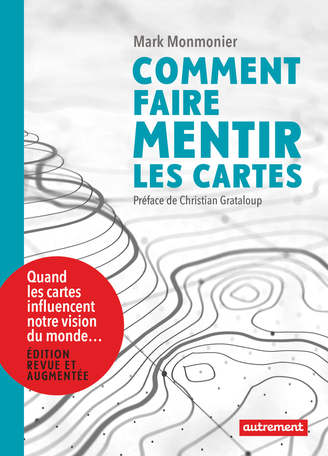 Mark Monmonier
COMMENT
FAIRE
MENTIR
LES CARTES
Préface de Christian Grataloup
Quand
les cartes
influencent
notre vision
du monde...
ÉDITION
REVUE ET
AUGMENTÉE
autrement